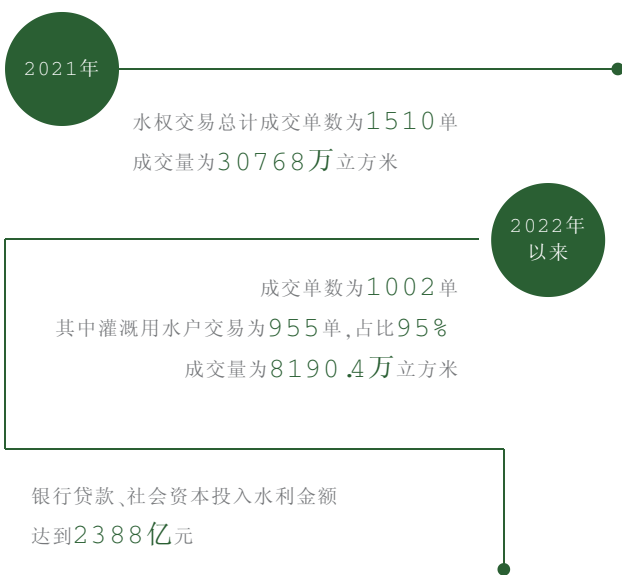 2021年
水权交易总计成交单数为1510单
成交量为30768万立方米
2022年
以来
成交单数为1002单
其中灌溉用水户交易为955单,占比95%
成交量为8190.4万立方米
银行贷款、社会资本投入水利金额
达到2388亿元